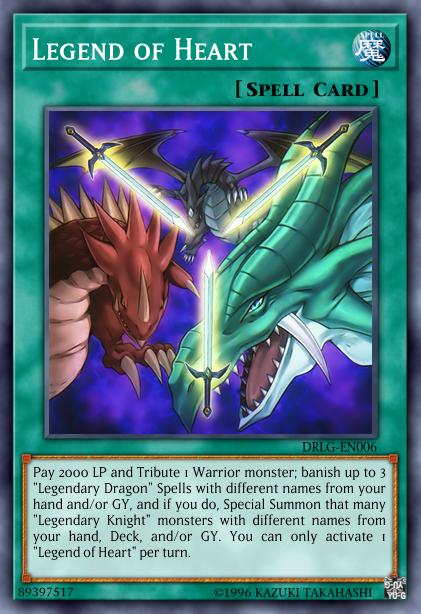 Legend of Heart
SPELL
魔
[Spell Card]
DRLG-EN006
Pay 2000 LP and Tribute 1 Warrior monster; banish up to 3
"Legendary Dragon" Spells with different names from your
hand and/or GY, and if you do, Special Summon that many
"Legendary Knight" monsters with different names from
your hand, Deck, and/or GY. You can only activate 1
"Legend of Heart" per turn.
89397517
©1996 KAZUKI TAKAHASHI